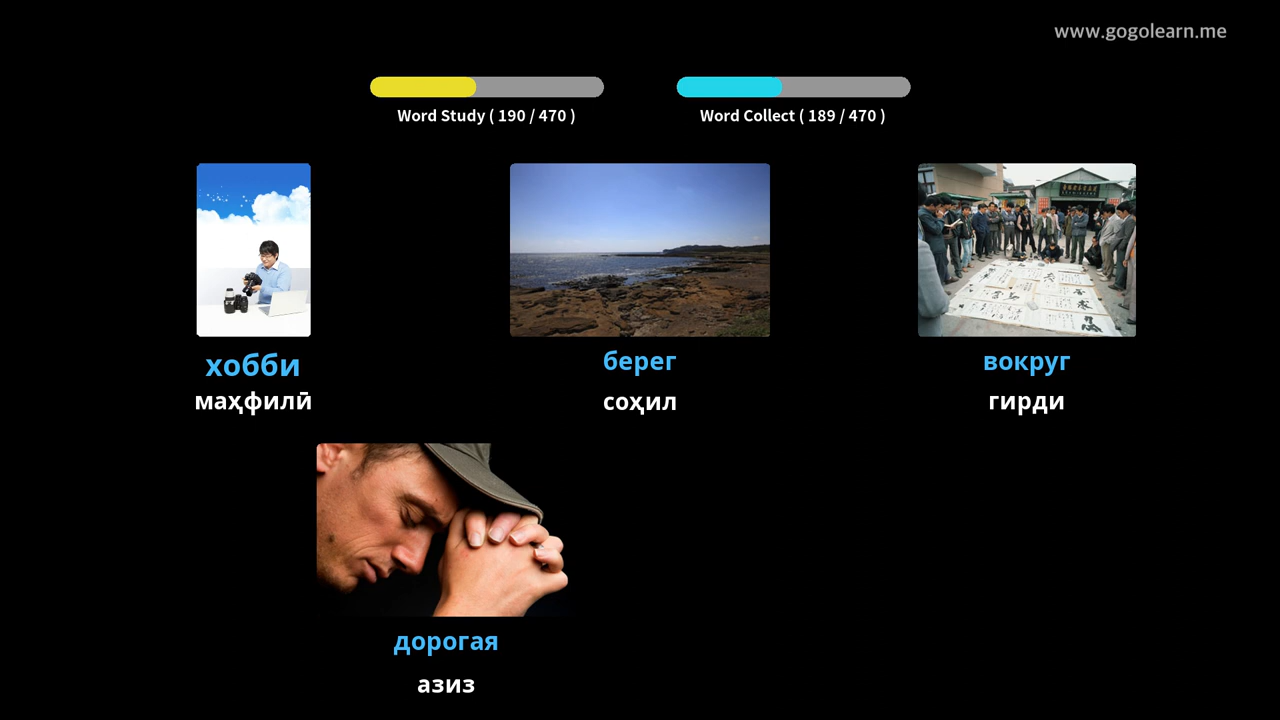 www.gogolearn.me
Word Study ( 190 / 470 )
Word Collect ( 189 / 470 )
хобби
маҳфилӣ
берег
соҳил
вокруг
гирди
дорогая
азиз